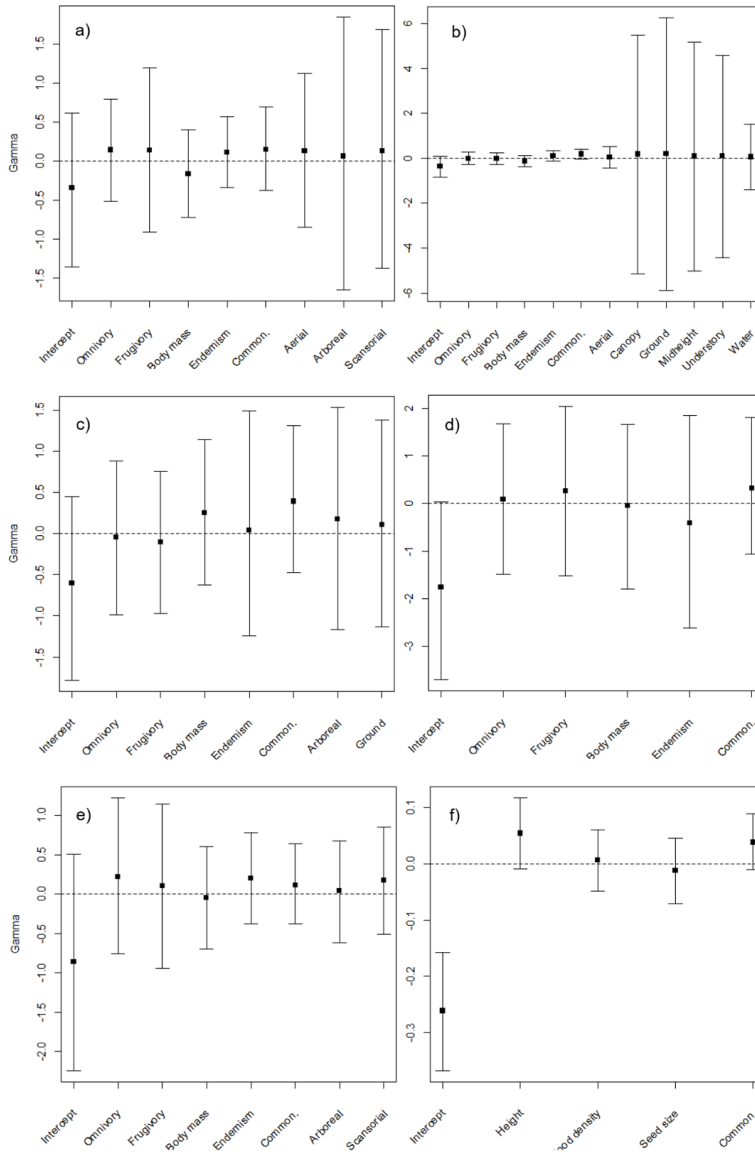 a)
Gamma
1.5
1.0
0.5
0.0
-0.5
-1.0
-1.5
Intercept
Omnivory
Frugivory
Body mass
Endemism
Common.
Aerial
Arboreal
Scansorial
b)
6
4
2
0
-2
-4
-6
Intercept
Omnivory
Frugivory
Body mass
Endemism
Common.
Aerial
Canopy
Ground
Midheight
Understory
Water
c)
Gamma
1.5
1.0
0.5
0.0
-0.5
-1.0
-1.5
Intercept
Omnivory
Frugivory
Body mass
Endemism
Common.
Arboreal
Ground
d)
2
1
0
-1
-2
-3
Intercept
Omnivory
Frugivory
Body mass
Endemism
Common.
e)
Gamma
1.0
0.5
0.0
-0.5
-1.0
-1.5
-2.0
Intercept
Omnivory
Frugivory
Body mass
Endemism
Common.
Arboreal
Scansorial
f)
0.1
0.0
-0.1
-0.2
-0.3
Intercept
Height
ood density
Seed size
Common.